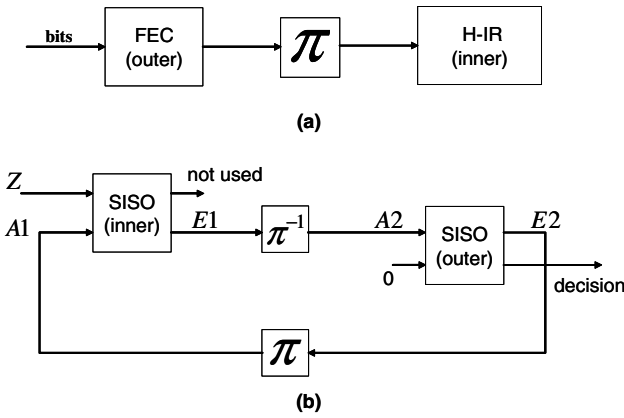 bits
FEC
(outer)
π
H-IR
(inner)
(a)
Z
not used
SISO
(inner)
A1
E1
π⁻¹
A2
SISO
(outer)
E2
0
decision
π
(b)